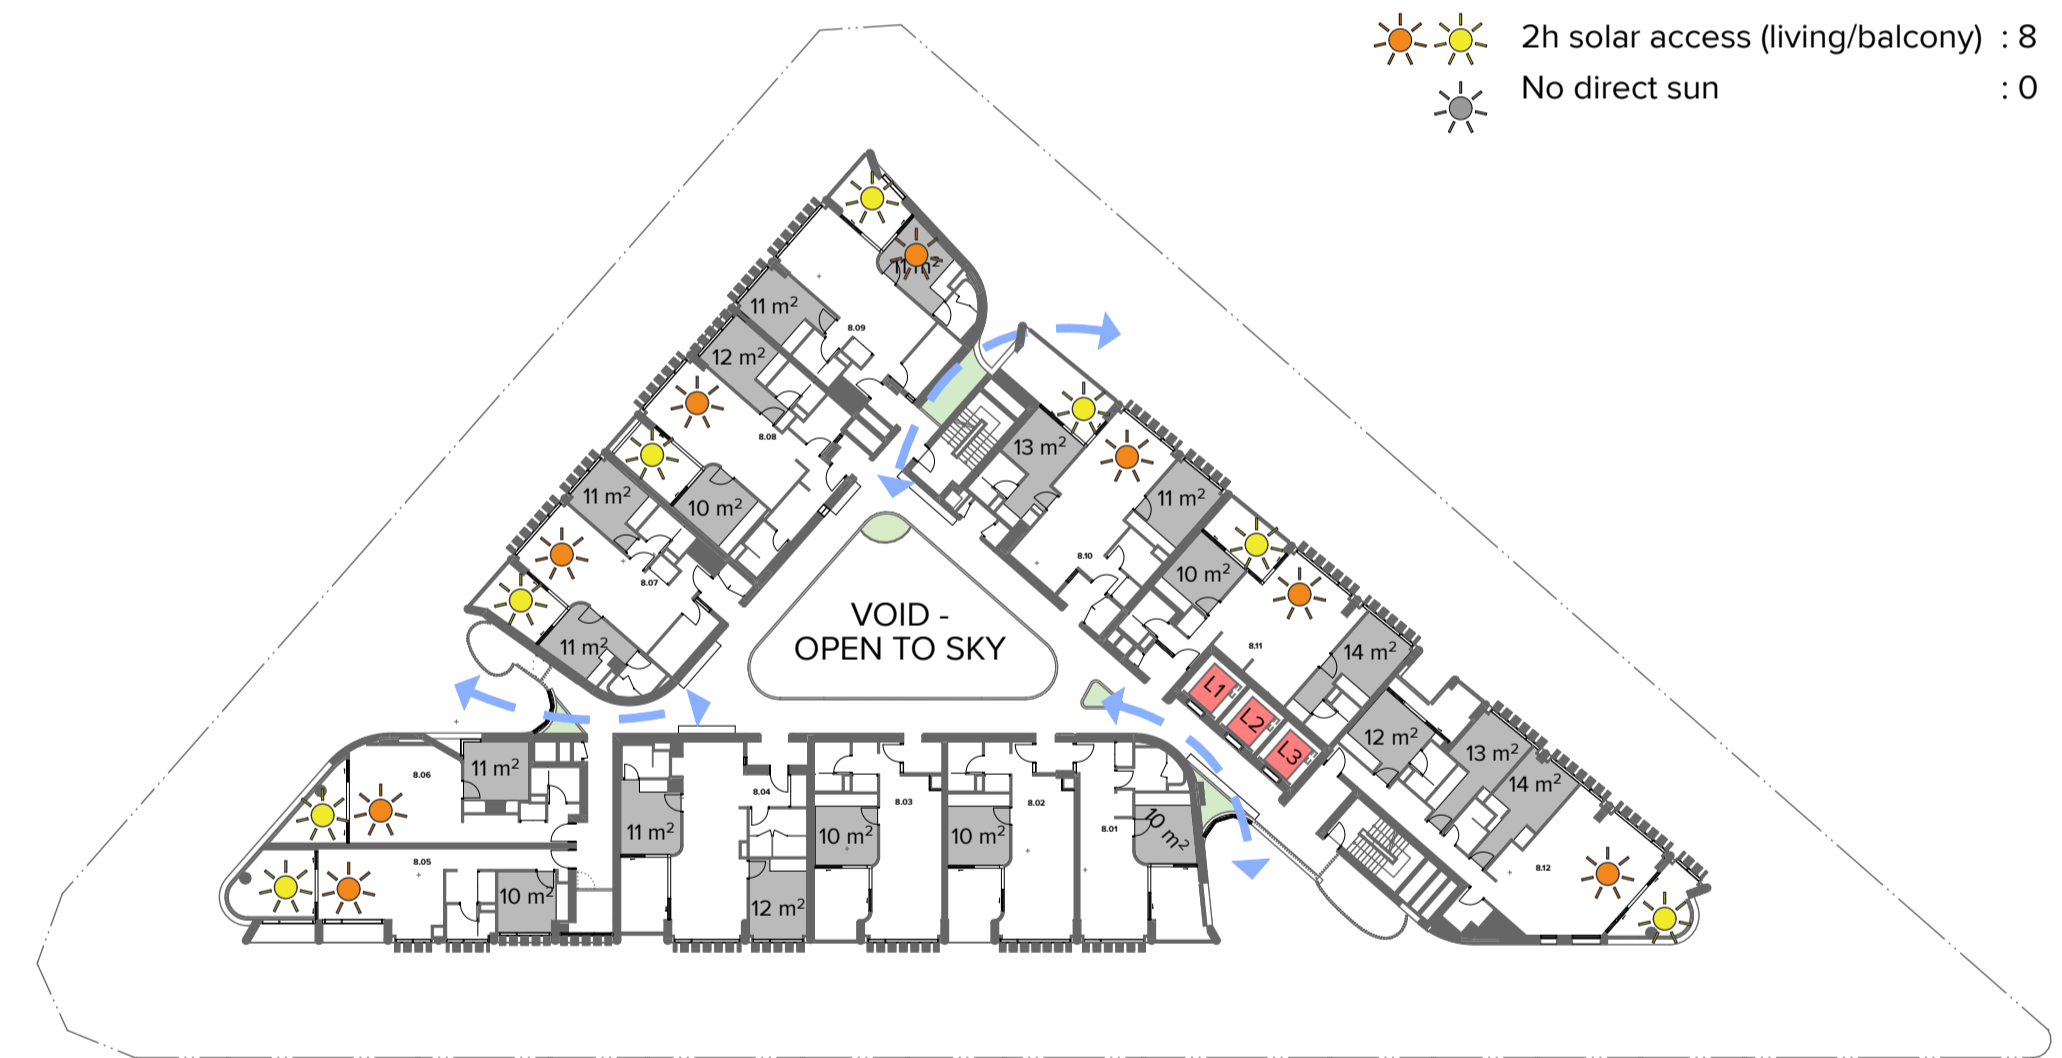 2h solar access (living/balcony) : 8
No direct sun : 0
11 m²
11 m²
8.09
12 m²
8.08
13 m²
11 m²
11 m²
10 m²
8.10
10 m²
8.07
11 m²
VOID -
OPEN TO SKY
8.11
14 m²
L1
L2
L3
12 m²
13 m²
14 m²
11 m²
8.06
8.04
8.03
8.02
8.01
11 m²
10 m²
10 m²
10 m²
8.05
10 m²
12 m²
8.12